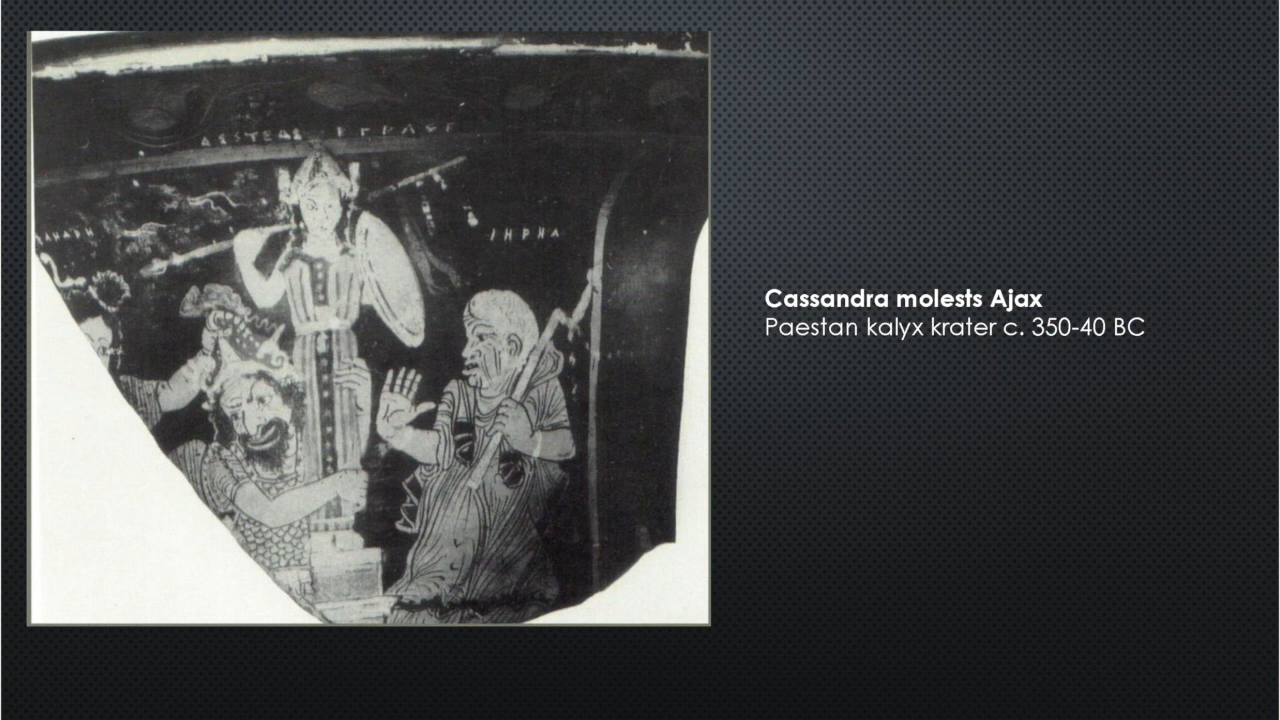 ΑΣΣΤΕΑΣ ΕΓΡΑΨΕ
ΙΗΡΗΑ
Cassandra molests Ajax
Paestan kalyx krater c. 350-40 BC